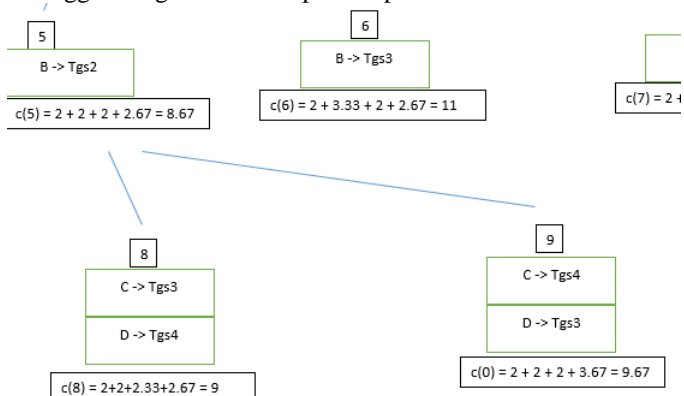 5
6
B -> Tgs2
B -> Tgs3
c(5) = 2 + 2 + 2 + 2.67 = 8.67
c(6) = 2 + 3.33 + 2 + 2.67 = 11
c(7) = 2 +
8
9
C -> Tgs3
C -> Tgs4
D -> Tgs4
D -> Tgs3
c(8) = 2+2+2.33+2.67 = 9
c(0) = 2 + 2 + 2 + 3.67 = 9.67